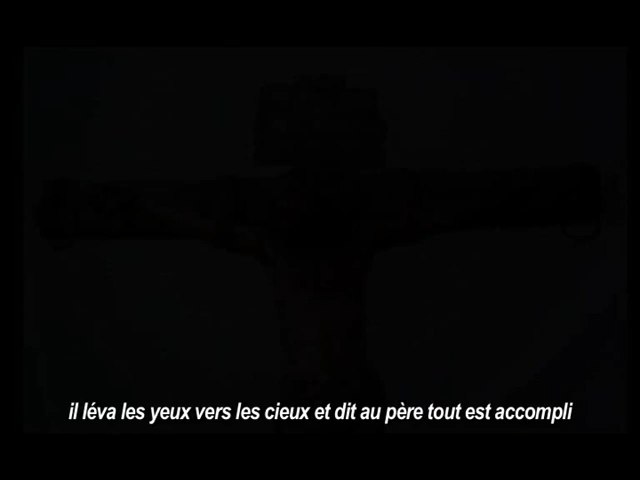 il léva les yeux vers les cieux et dit au père tout est accompli